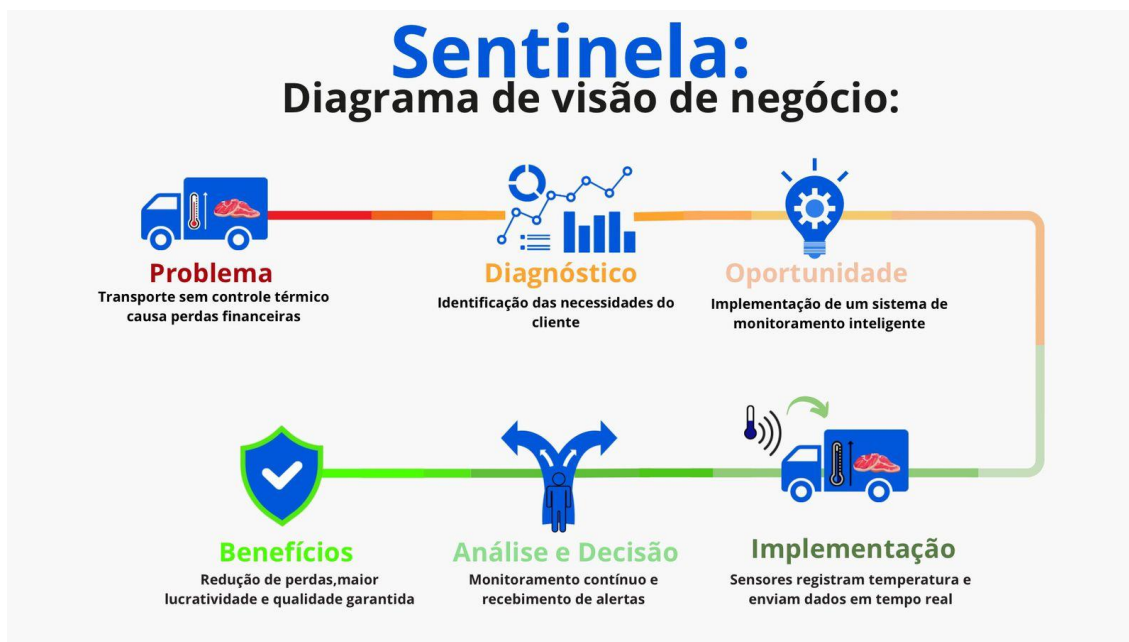 Sentinela:
Diagrama de visão de negócio:
Problema
Transporte sem controle térmico
causa perdas financeiras
Diagnóstico
Identificação das necessidades do
cliente
Oportunidade
Implementação de um sistema de
monitoramento inteligente
Benefícios
Redução de perdas,maior
lucratividade e qualidade garantida
Análise e Decisão
Monitoramento contínuo e
recebimento de alertas
Implementação
Sensores registram temperatura e
enviam dados em tempo real